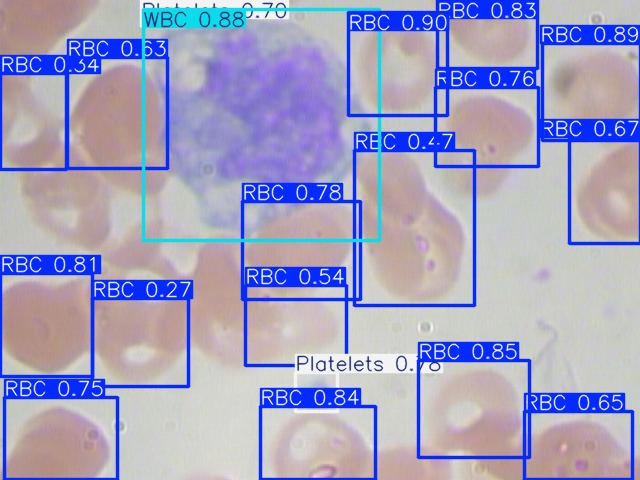 Platelets 0.70
WBC 0.88
RBC 0.90
RBC 0.83
RBC 0.89
RBC 0.63
RBC 0.34
RBC 0.76
RBC 0.67
RBC 0.47
RBC 0.78
RBC 0.81
RBC 0.54
RBC 0.27
Platelets 0.78
RBC 0.85
RBC 0.75
RBC 0.84
RBC 0.65